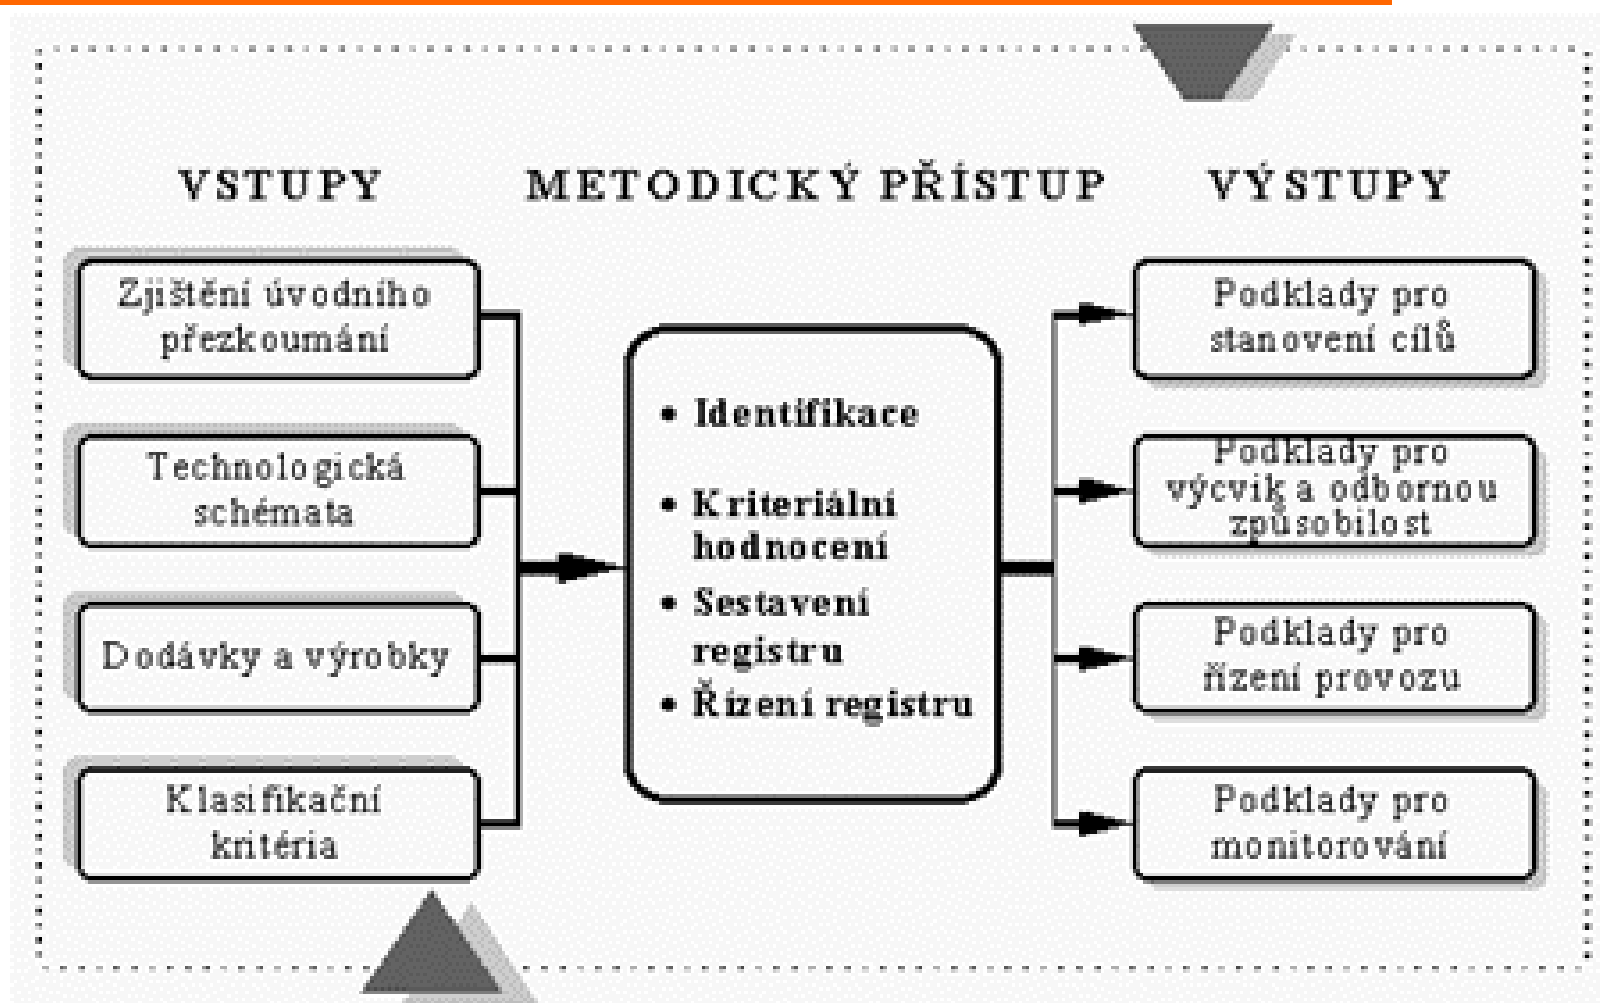 VSTUPY
METODICKÝ PŘÍSTUP
VÝSTUPY
Zjištění úvodního
přezkoumání
Technologická
schémata
Dodávky a výrobky
Klasifikační
kritéria
• Identifikace
• Kriteriální
hodnocení
• Sestavení
registru
• Řízení registru
Podklady pro
stanovení cílů
Podklady pro
výcvik a odbornou
způsobilost
Podklady pro
řízení provozu
Podklady pro
monitorování